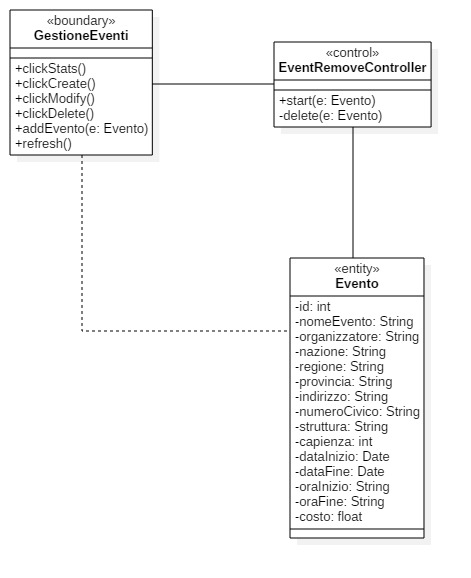 «boundary»
GestioneEventi
+clickStats()
+clickCreate()
+clickModify()
+clickDelete()
+addEvento(e: Evento)
+refresh()
«control»
EventRemoveController
+start(e: Evento)
-delete(e: Evento)
«entity»
Evento
-id: int
-nomeEvento: String
-organizzatore: String
-nazione: String
-regione: String
-provincia: String
-indirizzo: String
-numeroCivico: String
-struttura: String
-capienza: int
-dataInizio: Date
-dataFine: Date
-oraInizio: String
-oraFine: String
-costo: float